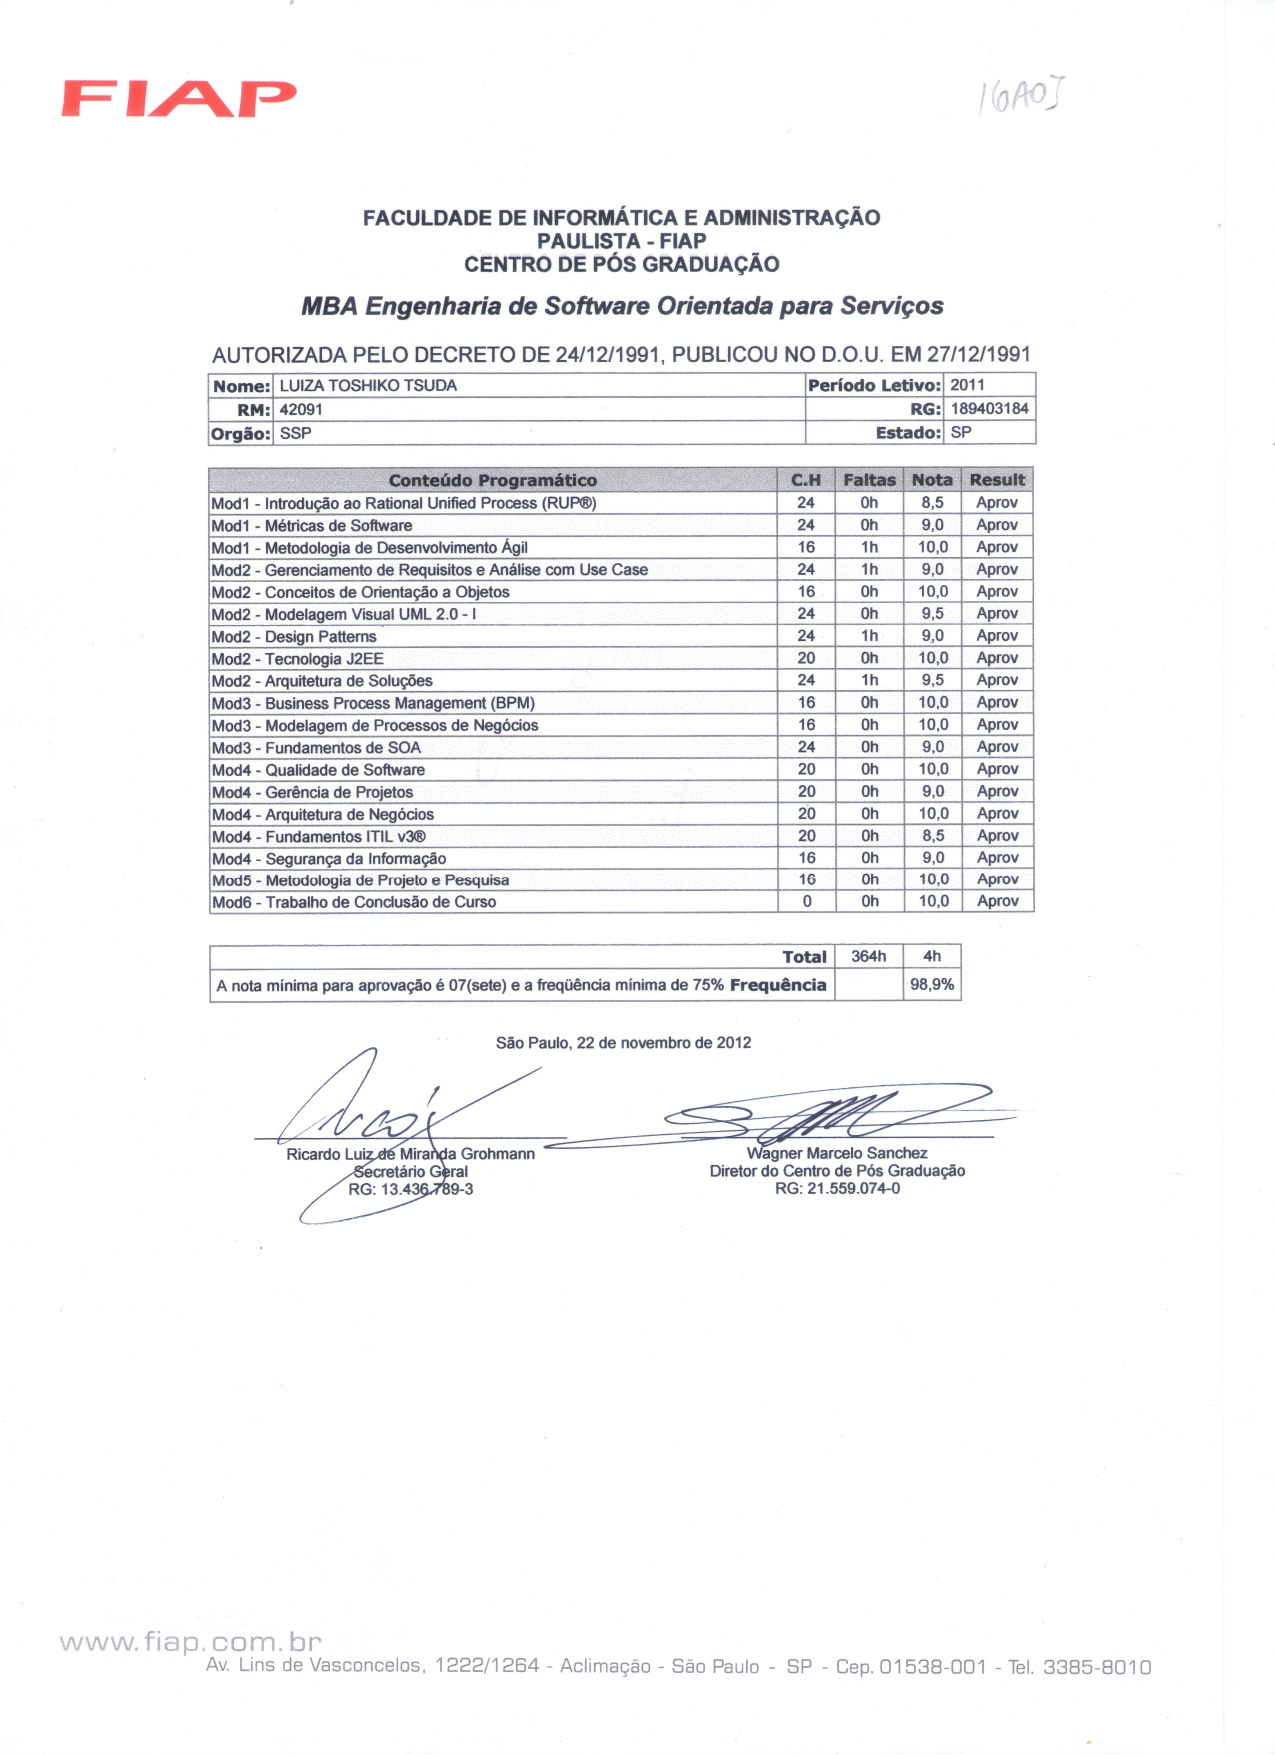 FIAP
16AOJ
FACULDADE DE INFORMÁTICA E ADMINISTRAÇÃO
PAULISTA - FIAP
CENTRO DE PÓS GRADUAÇÃO
MBA Engenharia de Software Orientada para Serviços
AUTORIZADA PELO DECRETO DE 24/12/1991, PUBLICOU NO D.O.U. EM 27/12/1991
Nome: LUIZA TOSHIKO TSUDA Período Letivo: 2011
RM: 42091 RG: 189403184
Orgão: SSP Estado: SP
Conteúdo Programático C.H Faltas Nota Result
Mod1 - Introdução ao Rational Unified Process (RUP®) 24 0h 8,5 Aprov
Mod1 - Métricas de Software 24 0h 9,0 Aprov
Mod1 - Metodologia de Desenvolvimento Ágil 16 1h 10,0 Aprov
Mod2 - Gerenciamento de Requisitos e Análise com Use Case 24 1h 9,0 Aprov
Mod2 - Conceitos de Orientação a Objetos 16 0h 10,0 Aprov
Mod2 - Modelagem Visual UML 2.0 - I 24 0h 9,5 Aprov
Mod2 - Design Patterns 24 1h 9,0 Aprov
Mod2 - Tecnologia J2EE 20 0h 10,0 Aprov
Mod2 - Arquitetura de Soluções 24 1h 9,5 Aprov
Mod3 - Business Process Management (BPM) 16 0h 10,0 Aprov
Mod3 - Modelagem de Processos de Negócios 16 0h 10,0 Aprov
Mod3 - Fundamentos de SOA 24 0h 9,0 Aprov
Mod4 - Qualidade de Software 20 0h 10,0 Aprov
Mod4 - Gerência de Projetos 20 0h 9,0 Aprov
Mod4 - Arquitetura de Negócios 20 0h 10,0 Aprov
Mod4 - Fundamentos ITIL v3® 20 0h 8,5 Aprov
Mod4 - Segurança da Informação 16 0h 9,0 Aprov
Mod5 - Metodologia de Projeto e Pesquisa 16 0h 10,0 Aprov
Mod6 - Trabalho de Conclusão de Curso 0 0h 10,0 Aprov
Total 364h 4h
A nota mínima para aprovação é 07(sete) e a freqüência mínima de 75% Frequência 98,9%
São Paulo, 22 de novembro de 2012
Ricardo Luiz de Miranda Grohmann
Secretário Geral
RG: 13.436.789-3
Wagner Marcelo Sanchez
Diretor do Centro de Pós Graduação
RG: 21.559.074-0
www.fiap.com.br
Av. Lins de Vasconcelos, 1222/1264 - Aclimação - São Paulo - SP - Cep. 01538-001 - Tel. 3385-8010